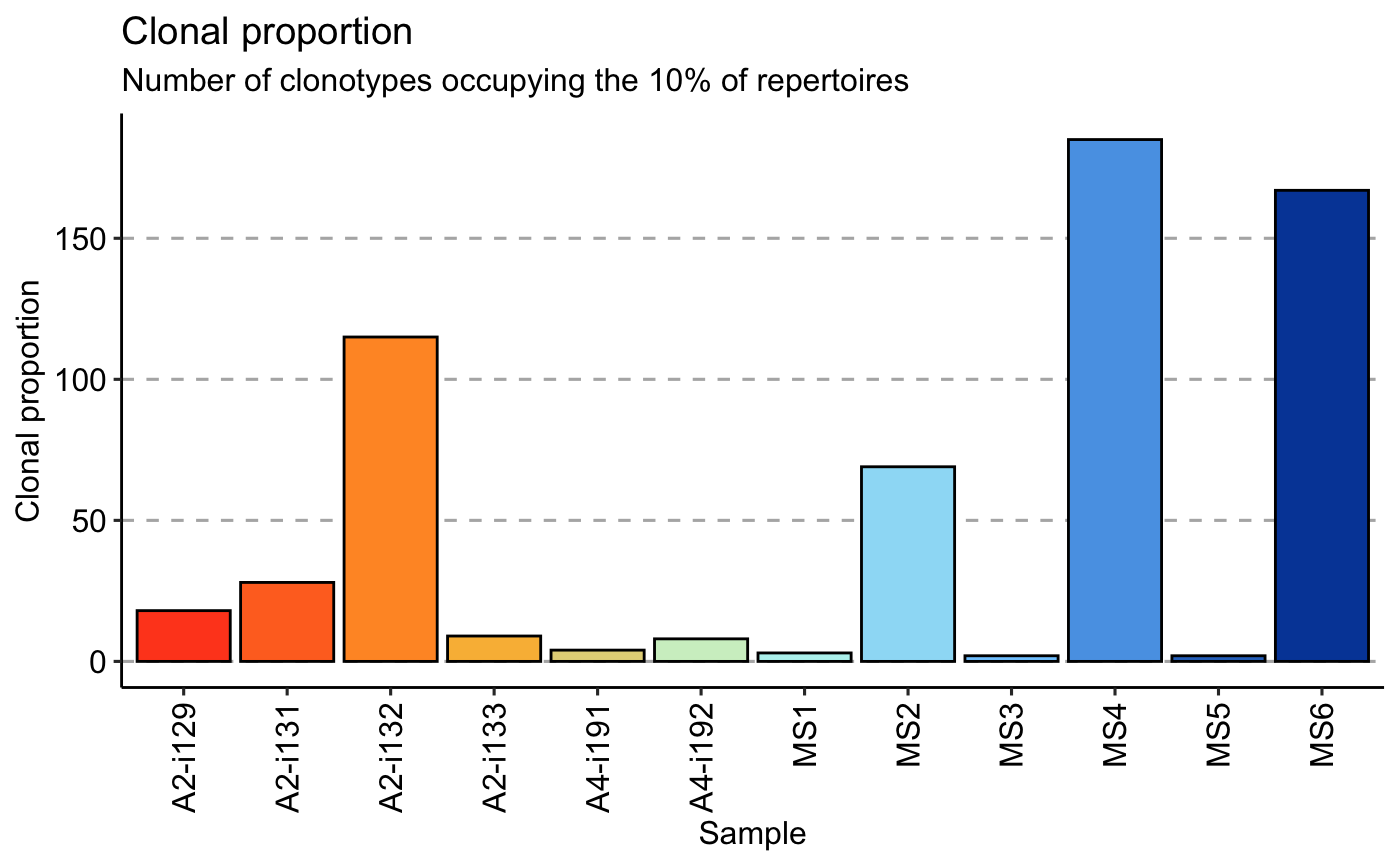 Clonal proportion
Number of clonotypes occupying the 10% of repertoires
Clonal proportion
150
100
50
0
A2-i129
A2-i131
A2-i132
A2-i133
A4-i191
A4-i192
MS1
MS2
MS3
MS4
MS5
MS6
Sample